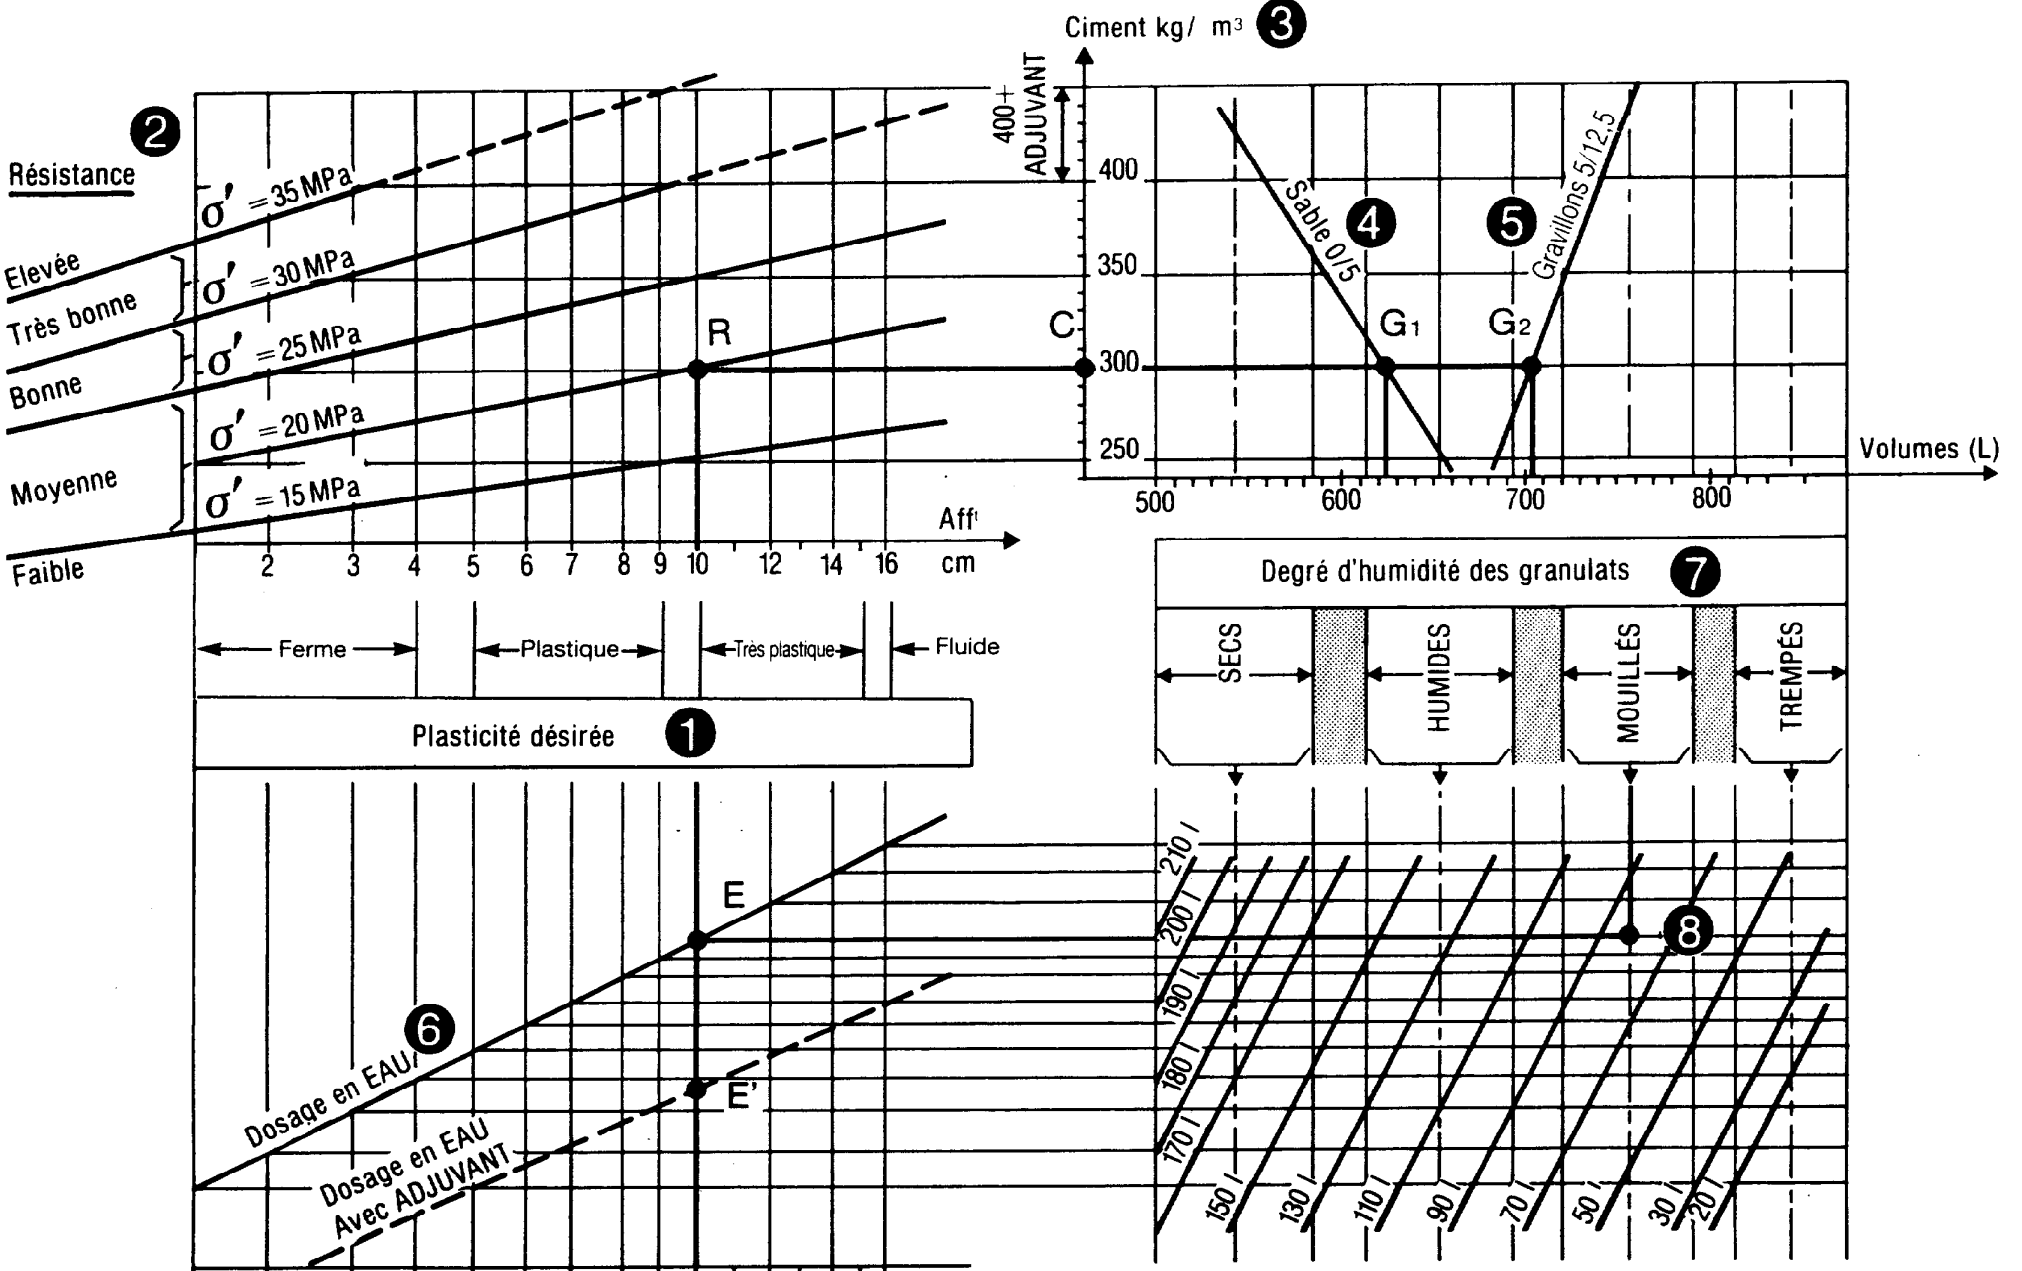 Ciment kg/ m³ 3
400+
ADJUVANT
2
Résistance
σ' = 35 MPa
Elevée
σ' = 30 MPa
Très bonne
σ' = 25 MPa
Bonne
σ' = 20 MPa
Moyenne
σ' = 15 MPa
Faible
R
C
400
350
300
250
Sable 0/5
4
5
Gravillons 5/12,5
G1
G2
Volumes (L)
500 600 700 800
Afft
2 3 4 5 6 7 8 9 10 12 14 16 cm
Ferme Plastique Très plastique Fluide
Plasticité désirée 1
Degré d'humidité des granulats 7
SECS
HUMIDES
MOUILLÉS
TREMPÉS
E
6
Dosage en EAU
E'
Dosage en EAU
Avec ADJUVANT
8
210 l
200 l
190 l
180 l
170 l
150 l
130 l
110 l
90 l
70 l
50 l
30 l
20 l